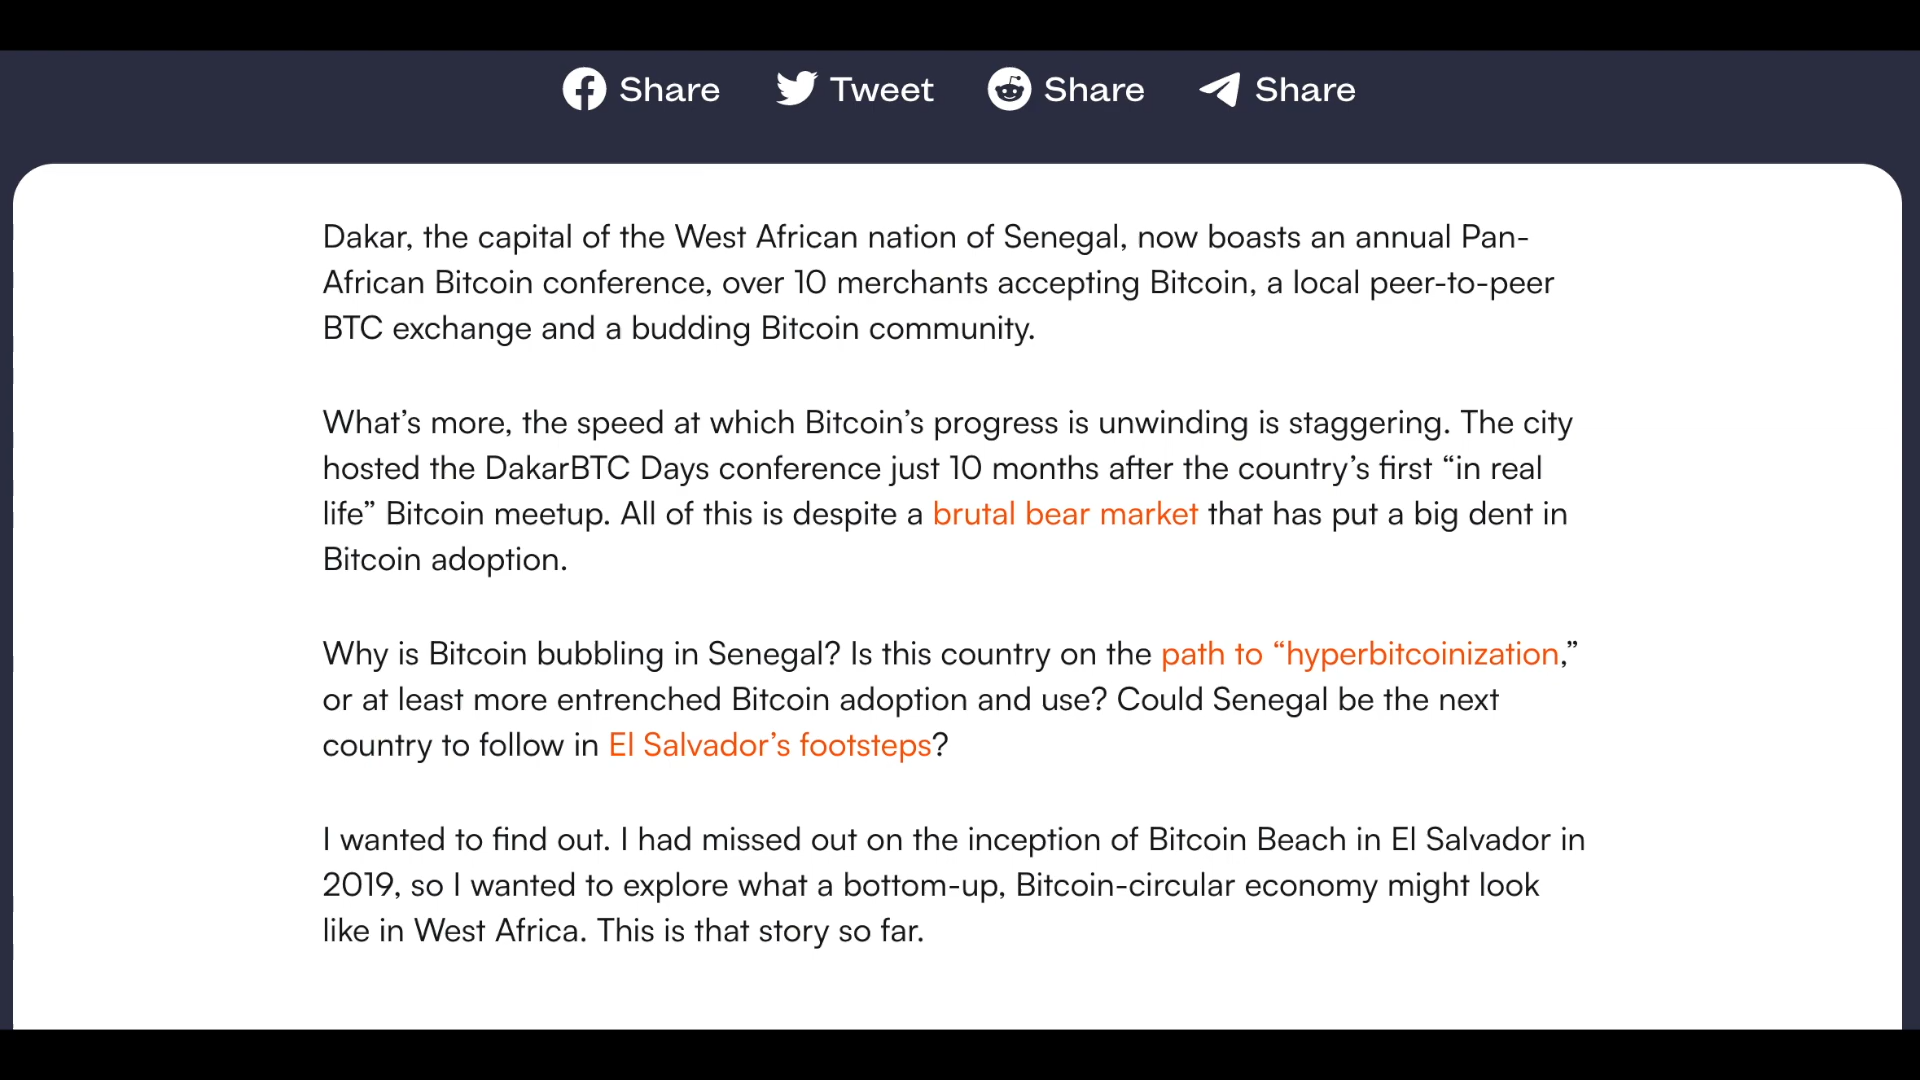 Share Tweet Share Share
Dakar, the capital of the West African nation of Senegal, now boasts an annual Pan-
African Bitcoin conference, over 10 merchants accepting Bitcoin, a local peer-to-peer
BTC exchange and a budding Bitcoin community.
What’s more, the speed at which Bitcoin’s progress is unwinding is staggering. The city
hosted the DakarBTC Days conference just 10 months after the country’s first “in real
life” Bitcoin meetup. All of this is despite a brutal bear market that has put a big dent in
Bitcoin adoption.
Why is Bitcoin bubbling in Senegal? Is this country on the path to “hyperbitcoinization,”
or at least more entrenched Bitcoin adoption and use? Could Senegal be the next
country to follow in El Salvador’s footsteps?
I wanted to find out. I had missed out on the inception of Bitcoin Beach in El Salvador in
2019, so I wanted to explore what a bottom-up, Bitcoin-circular economy might look
like in West Africa. This is that story so far.